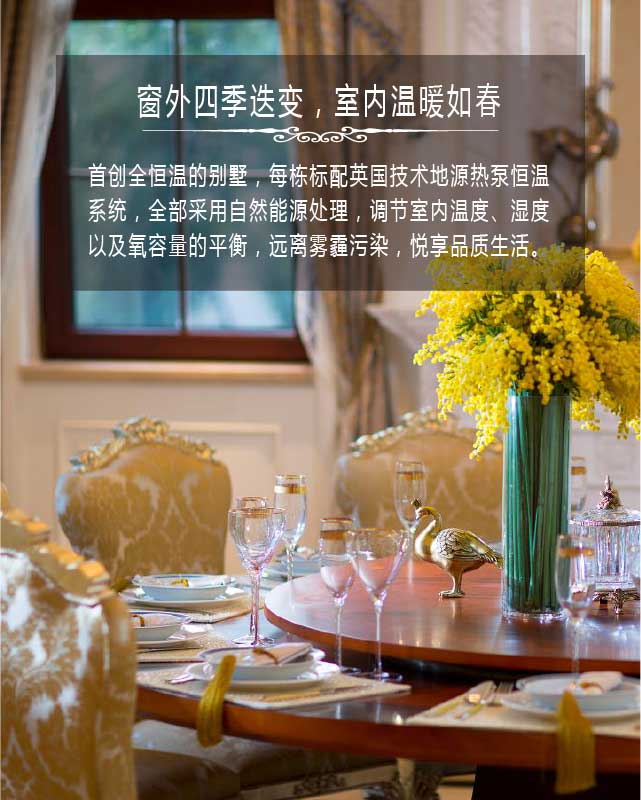 窗外四季迭变，室内温暖如春
首创全恒温的别墅，每栋标配英国技术地源热泵恒温
系统，全部采用自然能源处理，调节室内温度、湿度
以及氧容量的平衡，远离雾霾污染，悦享品质生活。